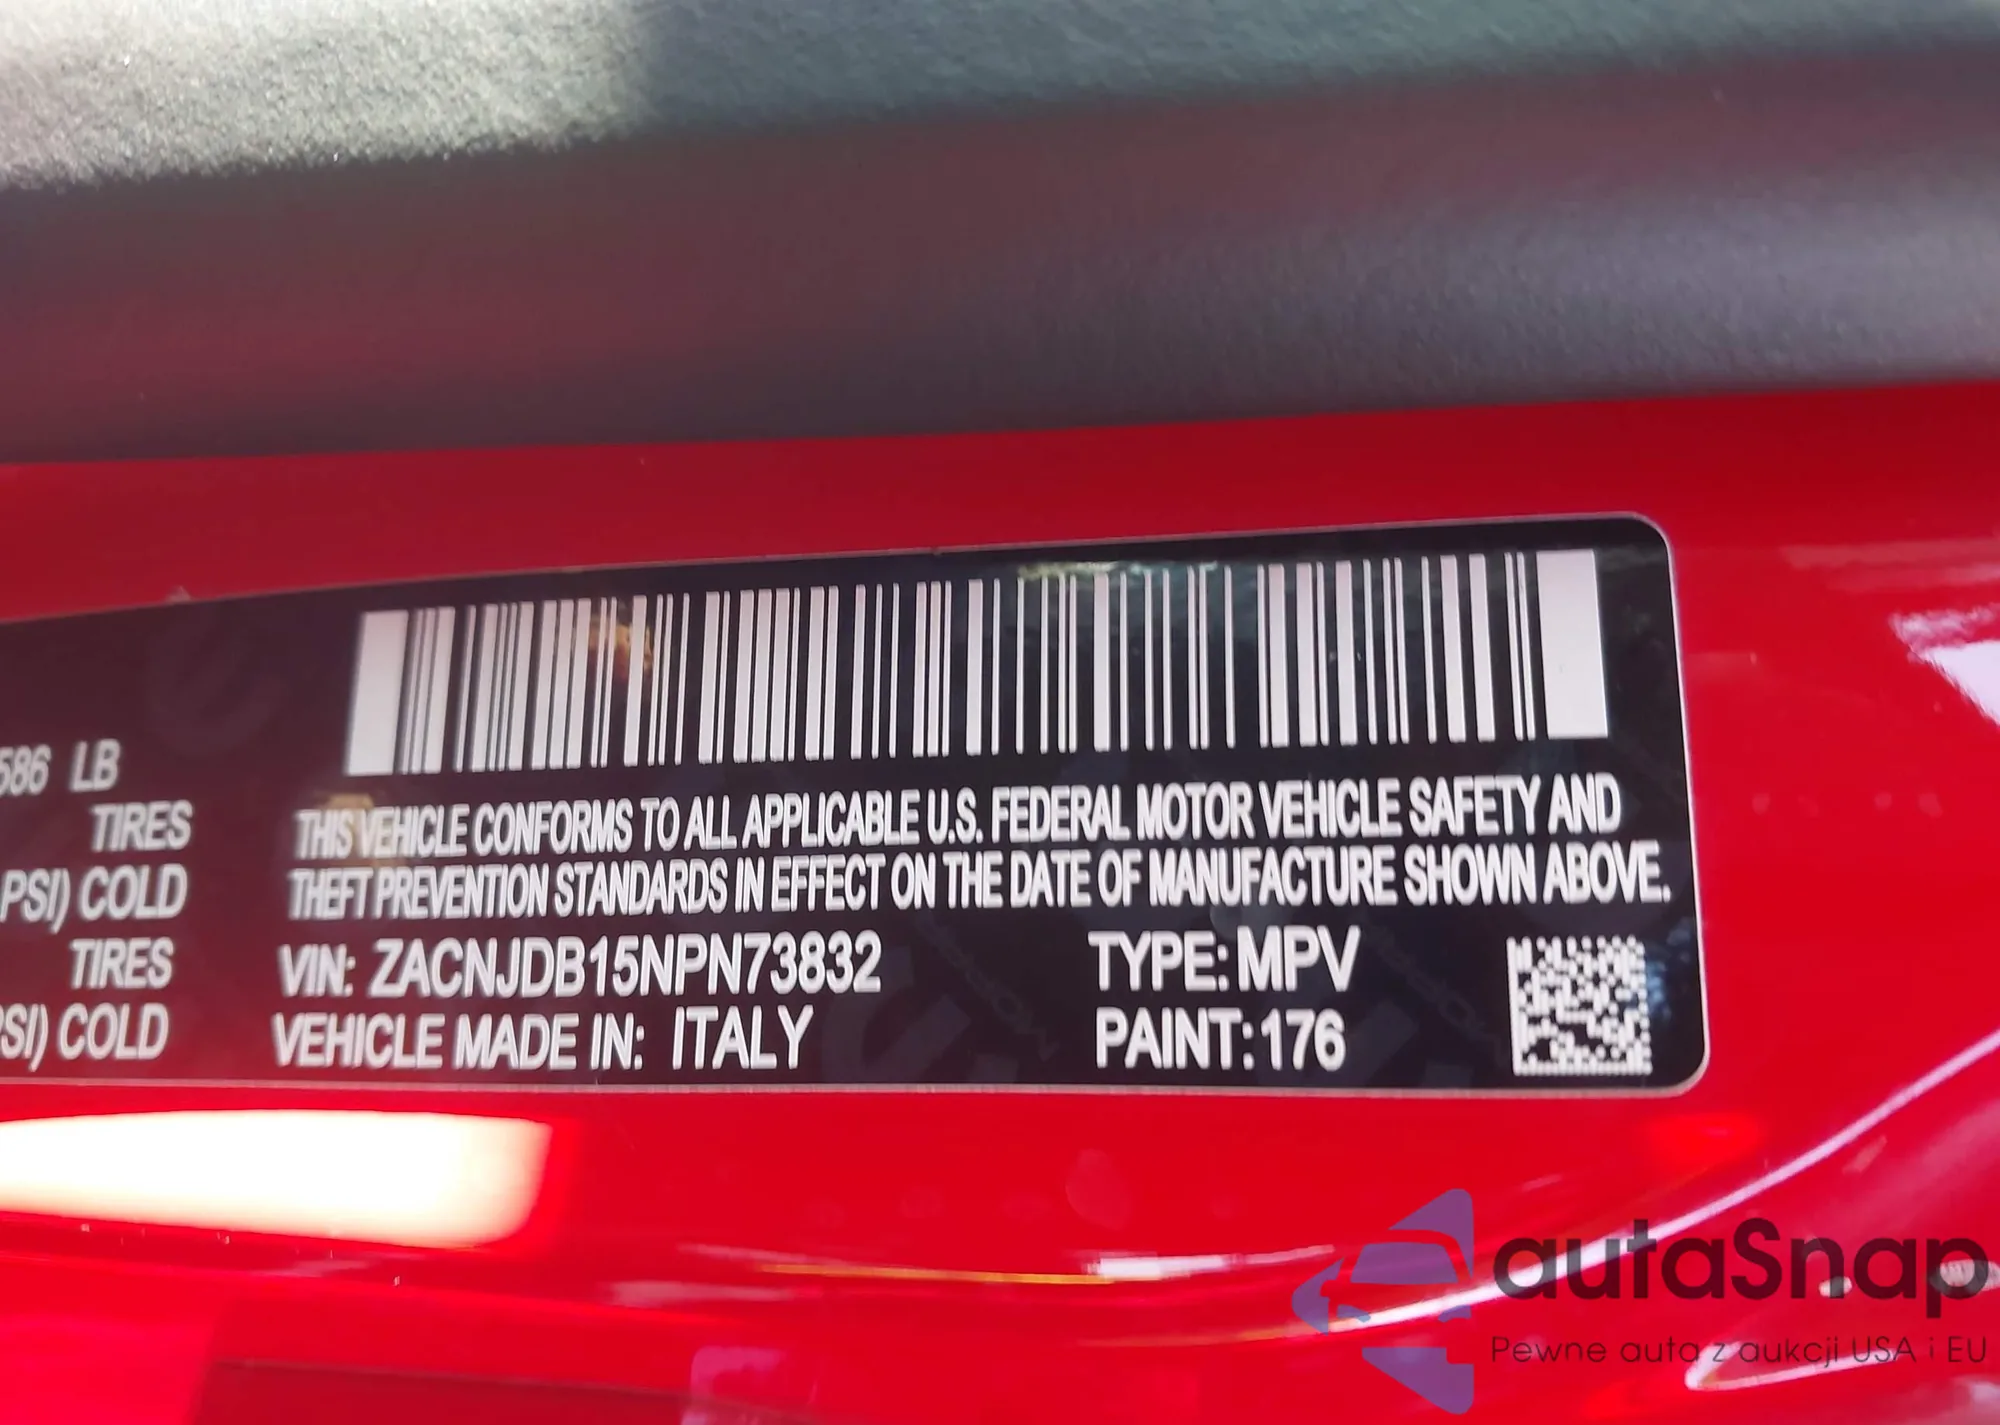 586 LB
TIRES
PSI) COLD
TIRES
PSI) COLD
THIS VEHICLE CONFORMS TO ALL APPLICABLE U.S. FEDERAL MOTOR VEHICLE SAFETY AND
THEFT PREVENTION STANDARDS IN EFFECT ON THE DATE OF MANUFACTURE SHOWN ABOVE.
VIN: ZACNJDB15NPN73832 TYPE: MPV
VEHICLE MADE IN: ITALY PAINT: 176
autaSnap
Pewne auta z aukcji USA i EU